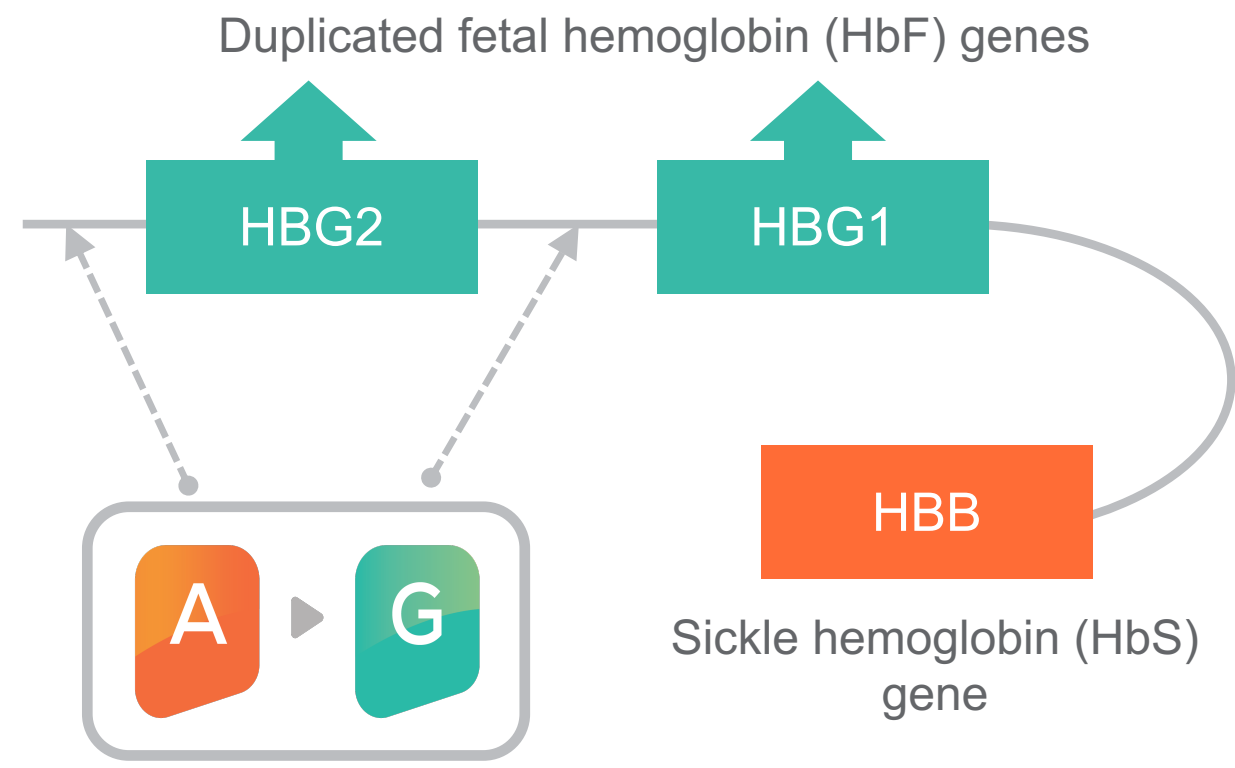 Duplicated fetal hemoglobin (HbF) genes
HBG2
HBG1
HBB
A
G
Sickle hemoglobin (HbS)
gene